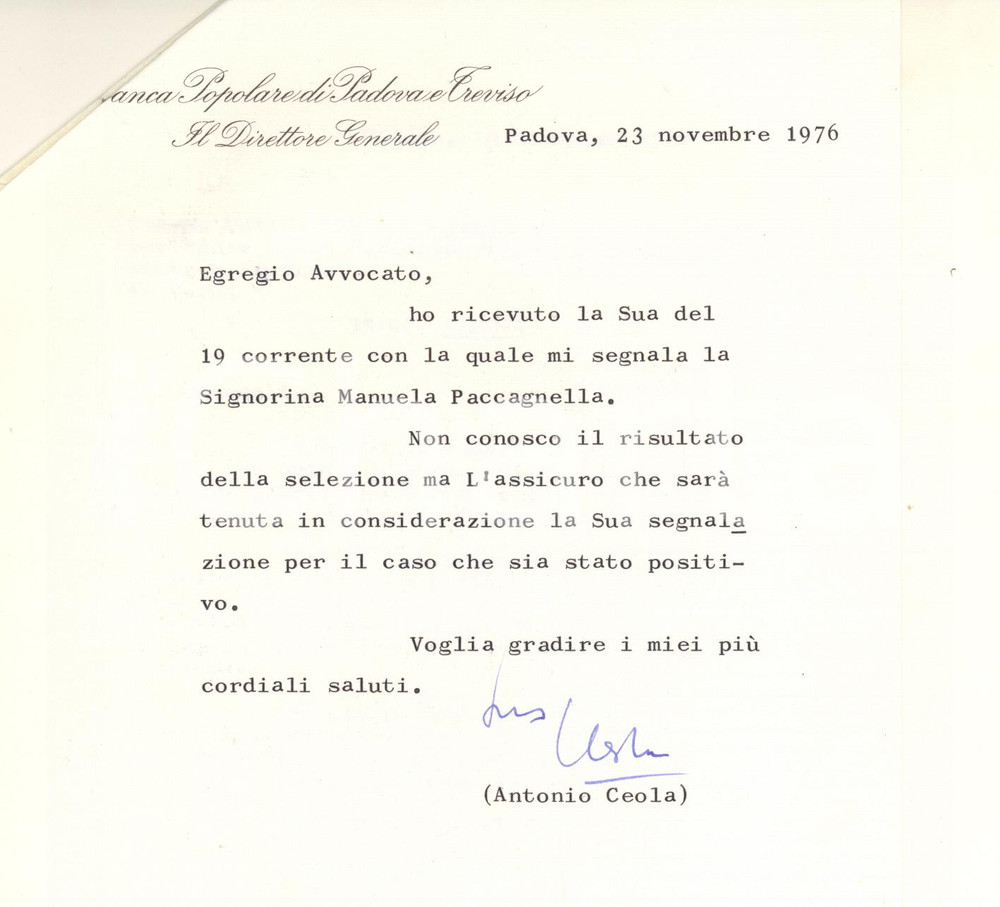 anca Popolare di Padova e Treviso
Il Direttore Generale
Padova, 23 novembre 1976
Egregio Avvocato,
ho ricevuto la Sua del
19 corrente con la quale mi segnala la
Signorina Manuela Paccagnella.
Non conosco il risultato
della selezione ma L'assicuro che sarà
tenuta in considerazione la Sua segnala
zione per il caso che sia stato positi-
vo.
Voglia gradire i miei più
cordiali saluti.
(Antonio Ceola)